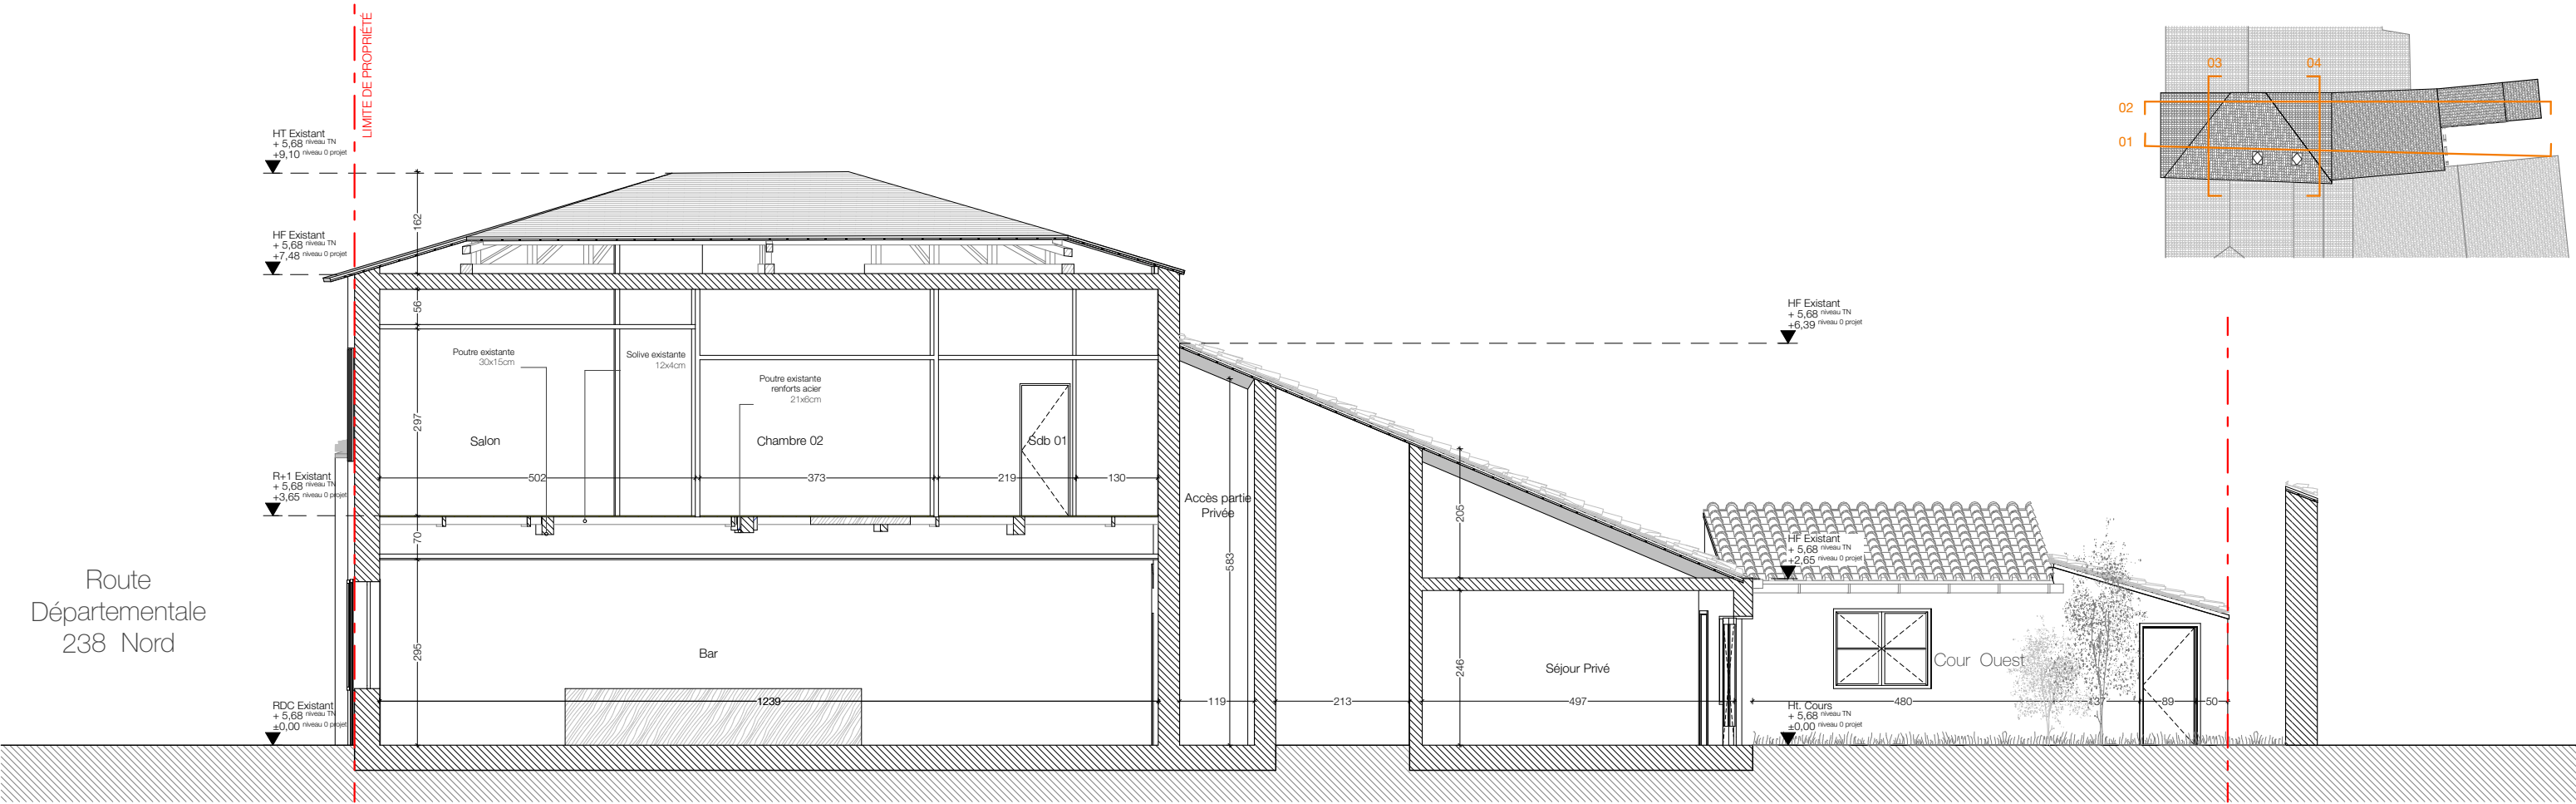 LIMITE DE PROPRIÉTÉ
HT Existant
+ 5,68 niveau TN
+9,10 niveau 0 projet
HF Existant
+ 5,68 niveau TN
+7,48 niveau 0 projet
R+1 Existant
+ 5,68 niveau TN
+3,65 niveau 0 projet
RDC Existant
+ 5,68 niveau TN
±0,00 niveau 0 projet
Route
Départementale
238 Nord
162
56
297
70
295
Poutre existante
30x15cm
Solive existante
12x4cm
Poutre existante
renforts acier
21x6cm
Salon
Chambre 02
Sdb 01
502
373
219
130
Bar
1239
Accès partie
Privée
583
119
213
205
246
Séjour Privé
497
HF Existant
+ 5,68 niveau TN
+6,39 niveau 0 projet
HF Existant
+ 5,68 niveau TN
+2,65 niveau 0 projet
Cour Ouest
Ht. Cours
+ 5,68 niveau TN
±0,00 niveau 0 projet
480
137
89
50
03
04
02
01